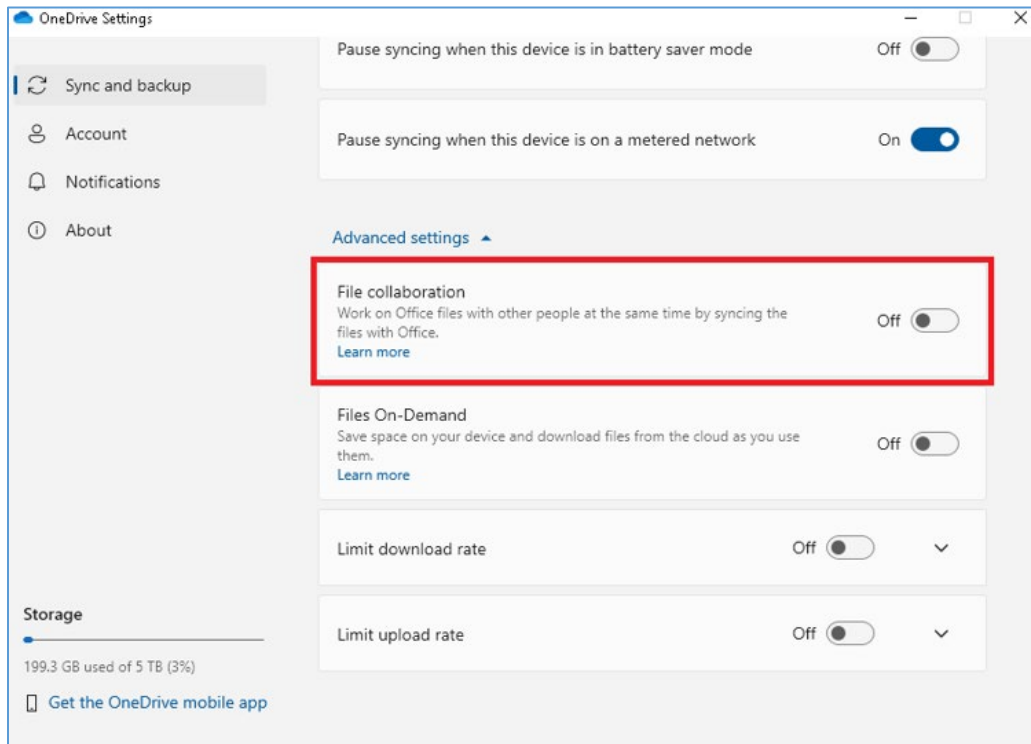 OneDrive Settings
Sync and backup
Account
Notifications
About
Storage
199.3 GB used of 5 TB (3%)
Get the OneDrive mobile app
Pause syncing when this device is in battery saver mode
Off
Pause syncing when this device is on a metered network
On
Advanced settings
File collaboration
Work on Office files with other people at the same time by syncing the
files with Office.
Learn more
Off
Files On-Demand
Save space on your device and download files from the cloud as you use
them.
Learn more
Off
Limit download rate
Off
Limit upload rate
Off